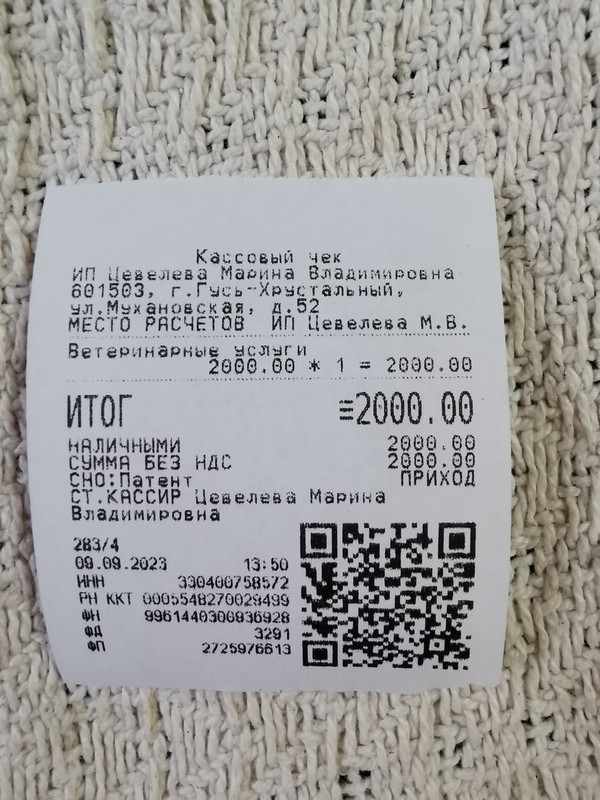 Кассовый чек
ИП Цевелева Марина Владимировна
601503, г.Гусь-Хрустальный,
ул.Мухановская, д.52
МЕСТО РАСЧЕТОВ ИП Цевелева М.В.
Ветеринарные услуги
2000.00 * 1 = 2000.00
ИТОГ ≡2000.00
НАЛИЧНЫМИ 2000.00
СУММА БЕЗ НДС 2000.00
СНО:Патент ПРИХОД
СТ.КАССИР Цевелева Марина
Владимировна
283/4
09.09.2023 13:50
ИНН 330400758572
РН ККТ 0005548270029499
ФН 9961440300936928
ФД 3291
ФП 2725976613